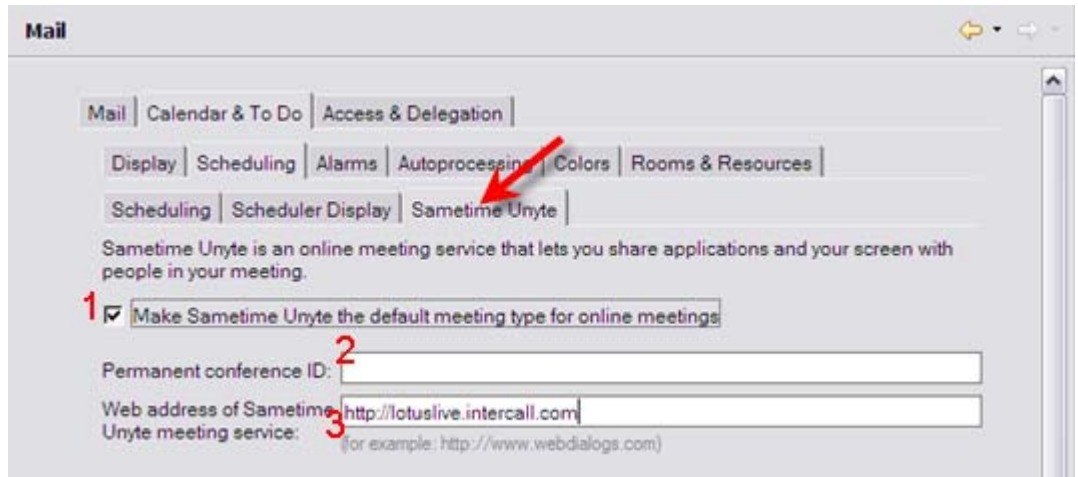 Mail
Mail Calendar & To Do Access & Delegation
Display Scheduling Alarms Autoprocessing Colors Rooms & Resources
Scheduling Scheduler Display Sametime Unyte
Sametime Unyte is an online meeting service that lets you share applications and your screen with
people in your meeting.
1 Make Sametime Unyte the default meeting type for online meetings
2
Permanent conference ID:
Web address of Sametime http://lotuslive.intercall.com
Unyte meeting service: 3 (for example: http://www.webdialogs.com)